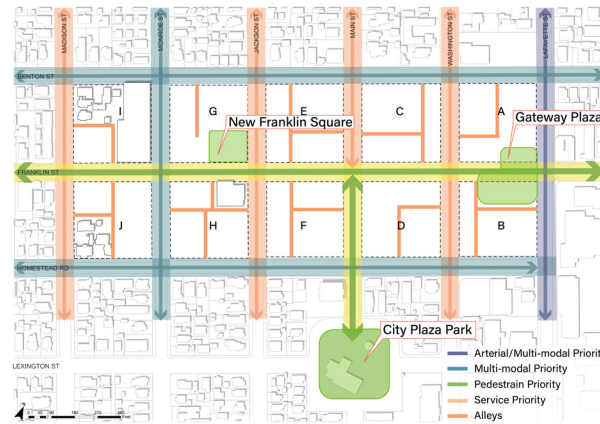 MADISON ST
MONROE ST
JACKSON ST
MAIN ST
WASHINGTON ST
LAFAYETTE ST
BENTON ST
I
G
E
C
A
New Franklin Square
Gateway Plaza
FRANKLIN ST
J
H
F
D
B
HOMESTEAD RD
City Plaza Park
LEXINGTON ST
Arterial/Multi-modal Priorit
Multi-modal Priority
Pedestrain Priority
Service Priority
Alleys